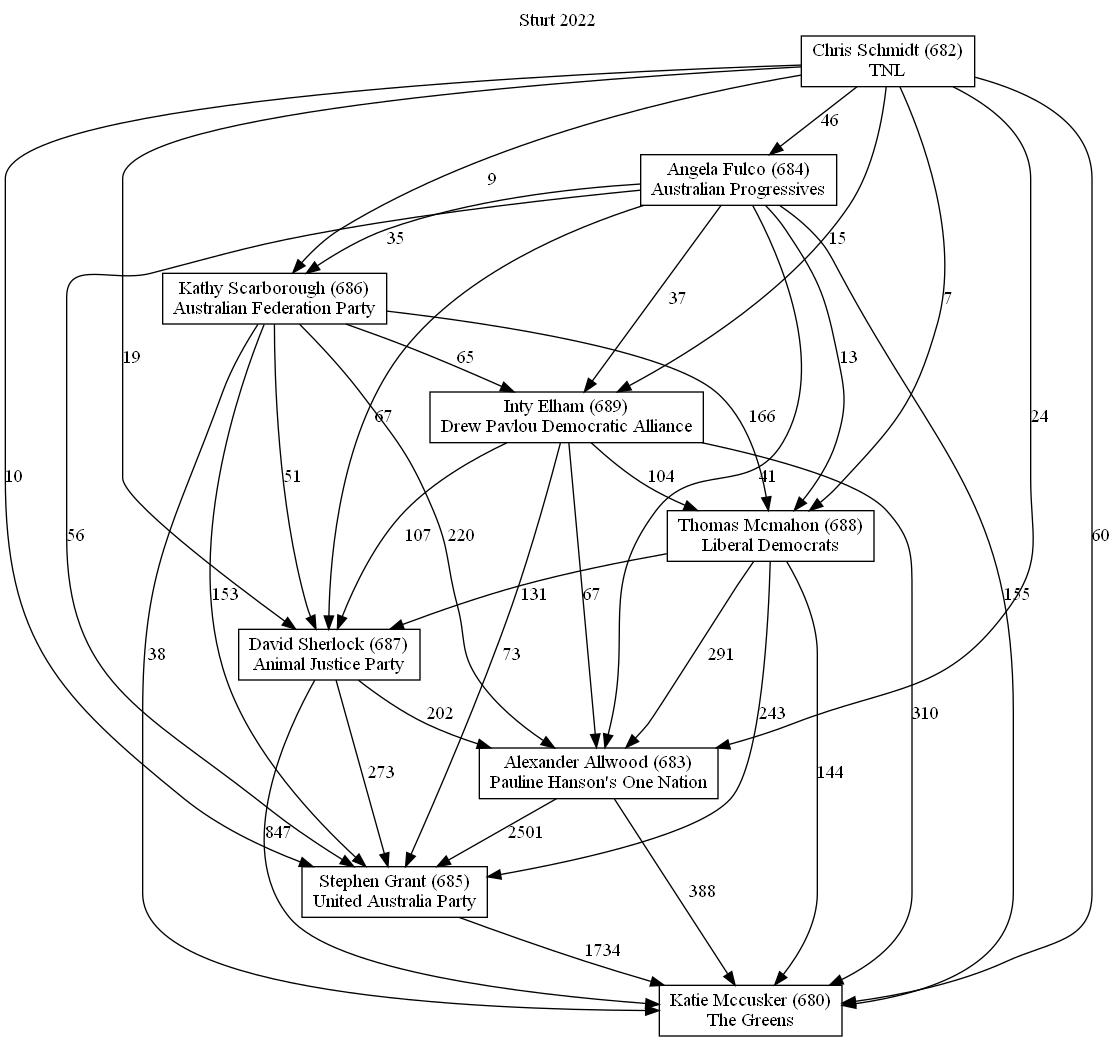 Sturt 2022
Chris Schmidt (682)
TNL
46
Angela Fulco (684)
Australian Progressives
9
35
15
37
7
Kathy Scarborough (686)
Australian Federation Party
19
65
13
Inty Elham (689)
Drew Pavlou Democratic Alliance
67
166
24
10
51
104
41
56
107
220
Thomas Mcmahon (688)
Liberal Democrats
60
153
131
67
155
David Sherlock (687)
Animal Justice Party
38
73
291
202
243
310
Alexander Allwood (683)
Pauline Hanson's One Nation
273
144
847
2501
Stephen Grant (685)
United Australia Party
388
1734
Katie Mccusker (680)
The Greens